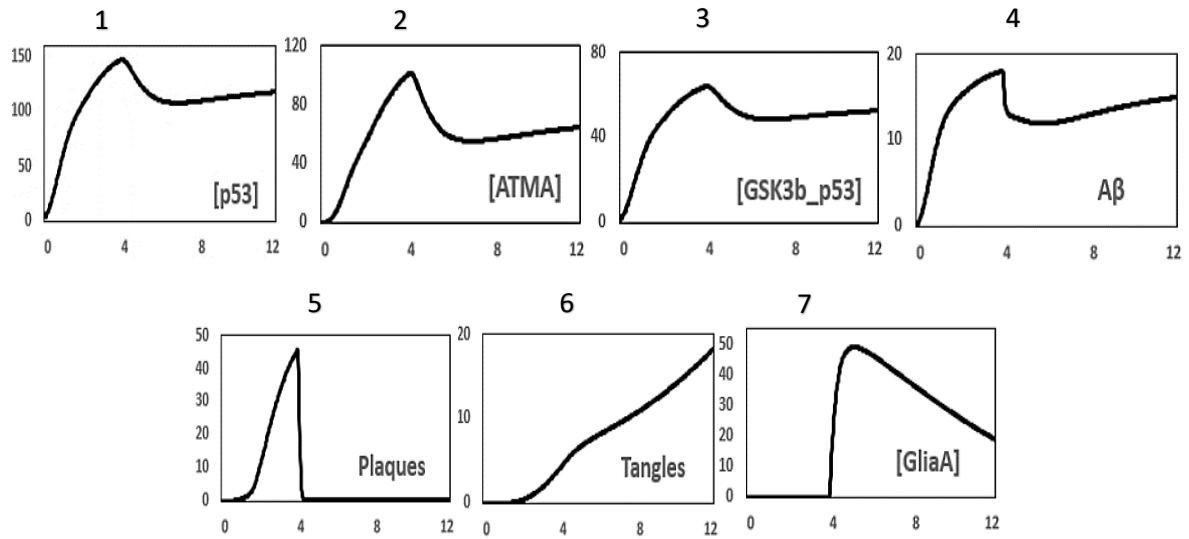 1 2 3 4
150 100 50 0
0 4 8 12
[p53]
120 80 40 0
0 4 8 12
[ATMA]
80 40 0
0 4 8 12
[GSK3b_p53]
20 10 0
0 4 8 12
Aβ
5 6 7
50 40 30 20 10 0
0 4 8 12
Plaques
20 10 0
0 4 8 12
Tangles
50 40 30 20 10 0
0 4 8 12
[GliaA]